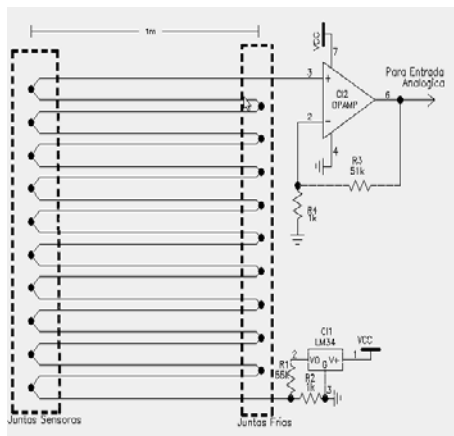 1m
VCC
7
3
+
CI2
OPAMP
6
Para Entrada
Analogica
2
-
4
R3
51k
R4
1k
CI1
LM34
VCC
2
VO
V+
1
G
R1
56K
R2
1k
3
Juntas Sensoras
Juntas Frias